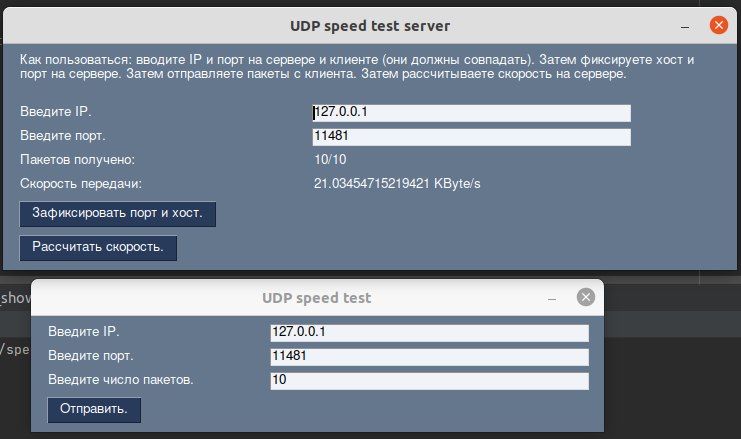 UDP speed test server
Как пользоваться: вводите IP и порт на сервере и клиенте (они должны совпадать). Затем фиксируете хост и
порт на сервере. Затем отправляете пакеты с клиента. Затем рассчитываете скорость на сервере.
Введите IP. 127.0.0.1
Введите порт. 11481
Пакетов получено: 10/10
Скорость передачи: 21.03454715219421 KByte/s
Зафиксировать порт и хост.
Рассчитать скорость.
_show
UDP speed test
Введите IP. 127.0.0.1
/spe
Введите порт. 11481
Введите число пакетов. 10
Отправить.